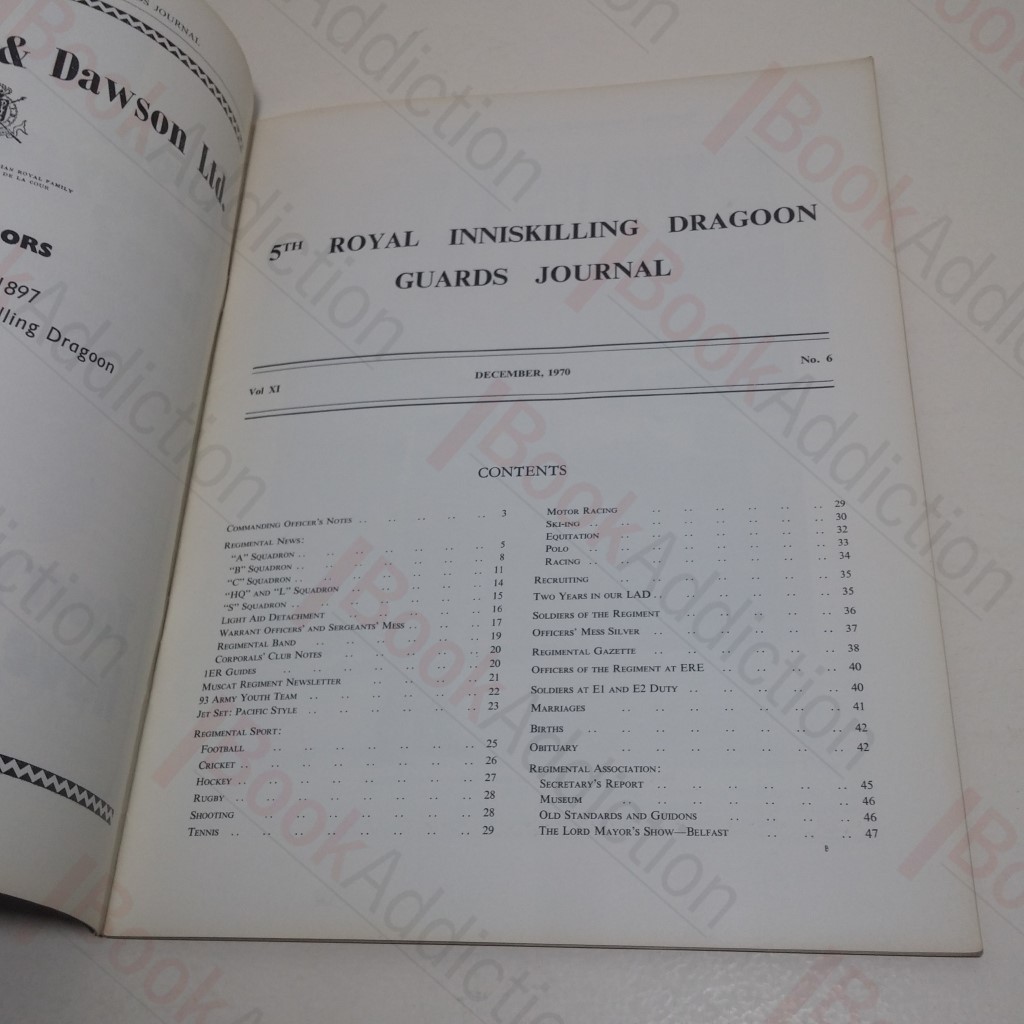 JOURNAL
& Dawson Ltd.
ROYAL FAMILY
DE LA COUR
ORS
1897
lling Dragoon
5TH ROYAL INNISKILLING DRAGOON
GUARDS JOURNAL
Vol XI DECEMBER, 1970 No. 6
CONTENTS
COMMANDING OFFICER'S NOTES .. .. .. .. .. 3
REGIMENTAL NEWS:
"A" SQUADRON .. .. .. .. .. .. 5
"B" SQUADRON .. .. .. .. .. .. 8
"C" SQUADRON .. .. .. .. .. .. 11
"HQ" AND "L" SQUADRON .. .. .. .. .. 14
"S" SQUADRON .. .. .. .. .. .. 15
LIGHT AID DETACHMENT .. .. .. .. .. 16
WARRANT OFFICERS' AND SERGEANTS' MESS .. .. .. 17
REGIMENTAL BAND .. .. .. .. .. 19
CORPORALS' CLUB NOTES .. .. .. .. .. 20
1ER GUIDES .. .. .. .. .. .. 20
MUSCAT REGIMENT NEWSLETTER .. .. .. .. 21
93 ARMY YOUTH TEAM .. .. .. .. .. 22
JET SET: PACIFIC STYLE .. .. .. .. .. 23
REGIMENTAL SPORT:
FOOTBALL .. .. .. .. .. .. 25
CRICKET .. .. .. .. .. .. 26
HOCKEY .. .. .. .. .. .. 27
RUGBY .. .. .. .. .. .. 28
SHOOTING .. .. .. .. .. .. 28
TENNIS .. .. .. .. .. .. 29
MOTOR RACING .. .. .. .. .. 29
SKI-ING .. .. .. .. .. .. 30
EQUITATION .. .. .. .. .. 32
POLO .. .. .. .. .. .. 33
RACING .. .. .. .. .. .. 34
RECRUITING .. .. .. .. .. .. 35
TWO YEARS IN OUR LAD .. .. .. .. .. 35
SOLDIERS OF THE REGIMENT .. .. .. .. 36
OFFICERS' MESS SILVER .. .. .. .. .. 37
REGIMENTAL GAZETTE .. .. .. .. .. 38
OFFICERS OF THE REGIMENT AT ERE .. .. .. 40
SOLDIERS AT E1 AND E2 DUTY .. .. .. .. 40
MARRIAGES .. .. .. .. .. .. 41
BIRTHS .. .. .. .. .. .. 42
OBITUARY .. .. .. .. .. .. 42
REGIMENTAL ASSOCIATION:
SECRETARY'S REPORT .. .. .. .. .. 45
MUSEUM .. .. .. .. .. 46
OLD STANDARDS AND GUIDONS .. .. .. .. 46
THE LORD MAYOR'S SHOW—BELFAST .. .. .. 47
BookAddiction